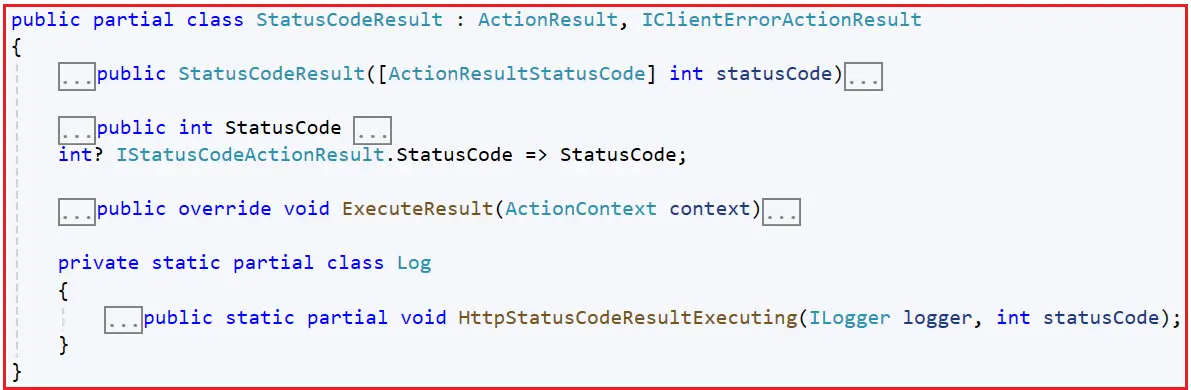 public partial class StatusCodeResult : ActionResult, IClientErrorActionResult
{
...public StatusCodeResult([ActionResultStatusCode] int statusCode)...
...public int StatusCode ...
int? IStatusCodeActionResult.StatusCode => StatusCode;
...public override void ExecuteResult(ActionContext context)...
private static partial class Log
{
...public static partial void HttpStatusCodeResultExecuting(ILogger logger, int statusCode);
}
}